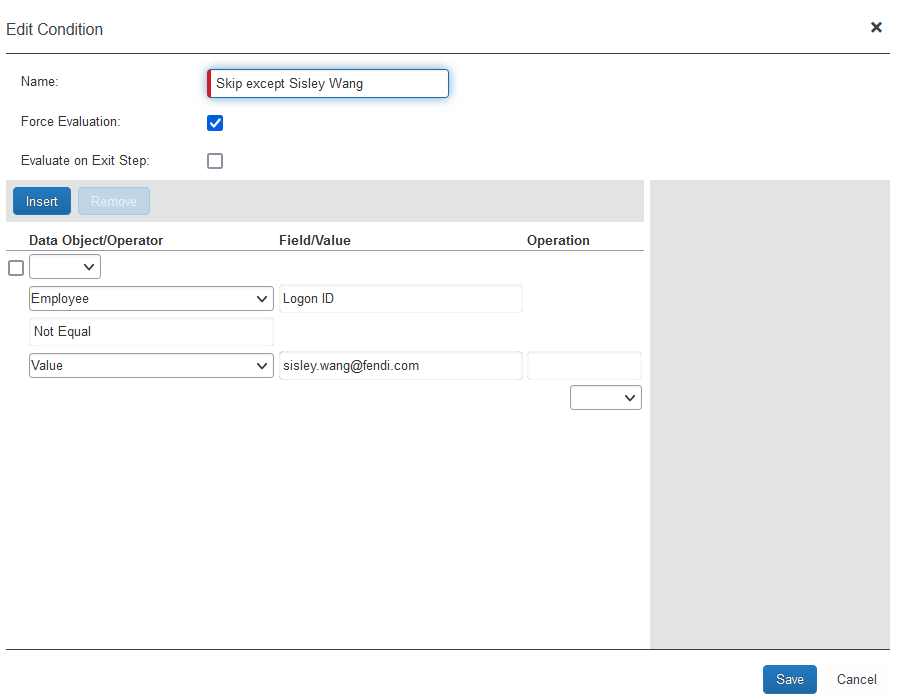 Edit Condition
Name:
Skip except Sisley Wang
Force Evaluation:
Evaluate on Exit Step:
Insert
Remove
Data Object/Operator Field/Value Operation
Employee Logon ID
Not Equal
Value sisley.wang@fendi.com
Save Cancel